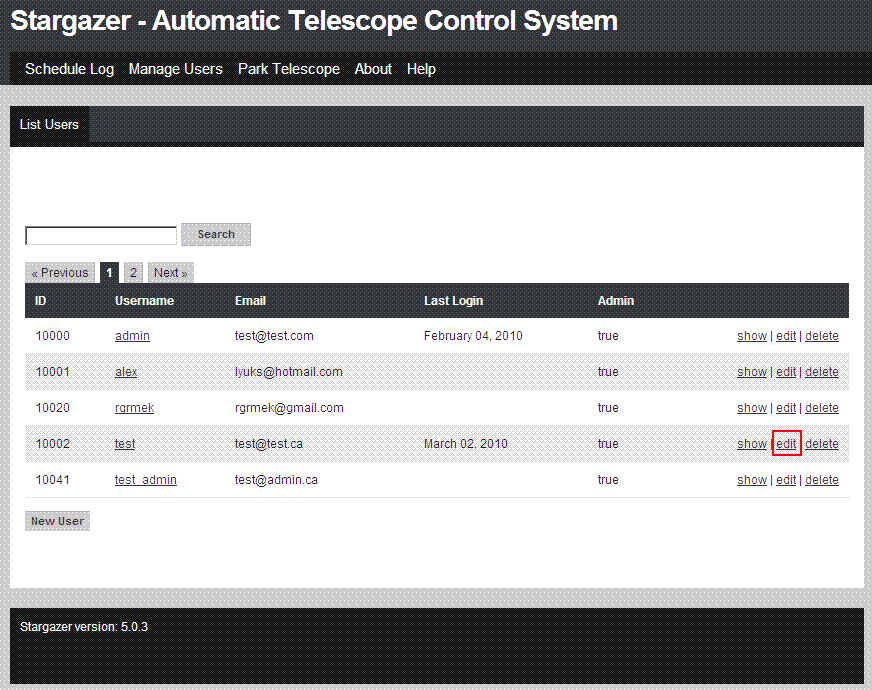 Stargazer - Automatic Telescope Control System
Schedule Log Manage Users Park Telescope About Help
List Users
Search
« Previous 1 2 Next »
ID Username Email Last Login Admin
10000 admin test@test.com February 04, 2010 true show | edit | delete
10001 alex lyuks@hotmail.com true show | edit | delete
10020 rgrmek rgrmek@gmail.com true show | edit | delete
10002 test test@test.ca March 02, 2010 true show | edit | delete
10041 test_admin test@admin.ca true show | edit | delete
New User
Stargazer version: 5.0.3